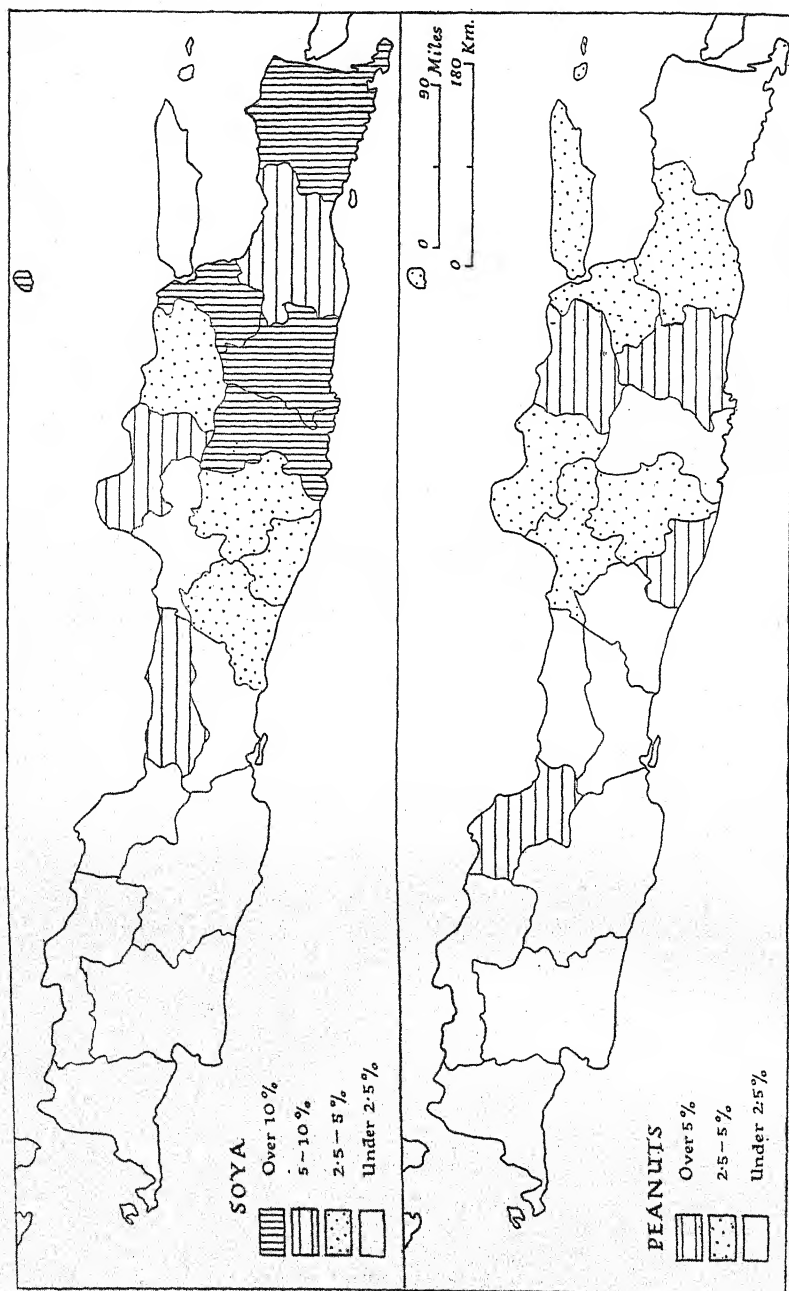 SOYA
Over 10%
5-10%
2.5-5%
Under 2.5%
0 90
Miles
0 180
Km.
PEANUTS
Over 5%
2.5-5%
Under 2.5%